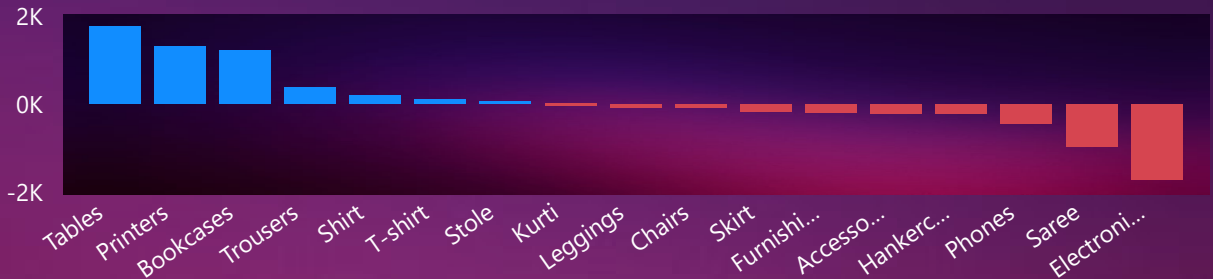 2K
0K
-2K
Tables
Printers
Bookcases
Trousers
Shirt
T-shirt
Stole
Kurti
Leggings
Chairs
Skirt
Furnishi...
Accesso...
Hankerc...
Phones
Saree
Electroni...